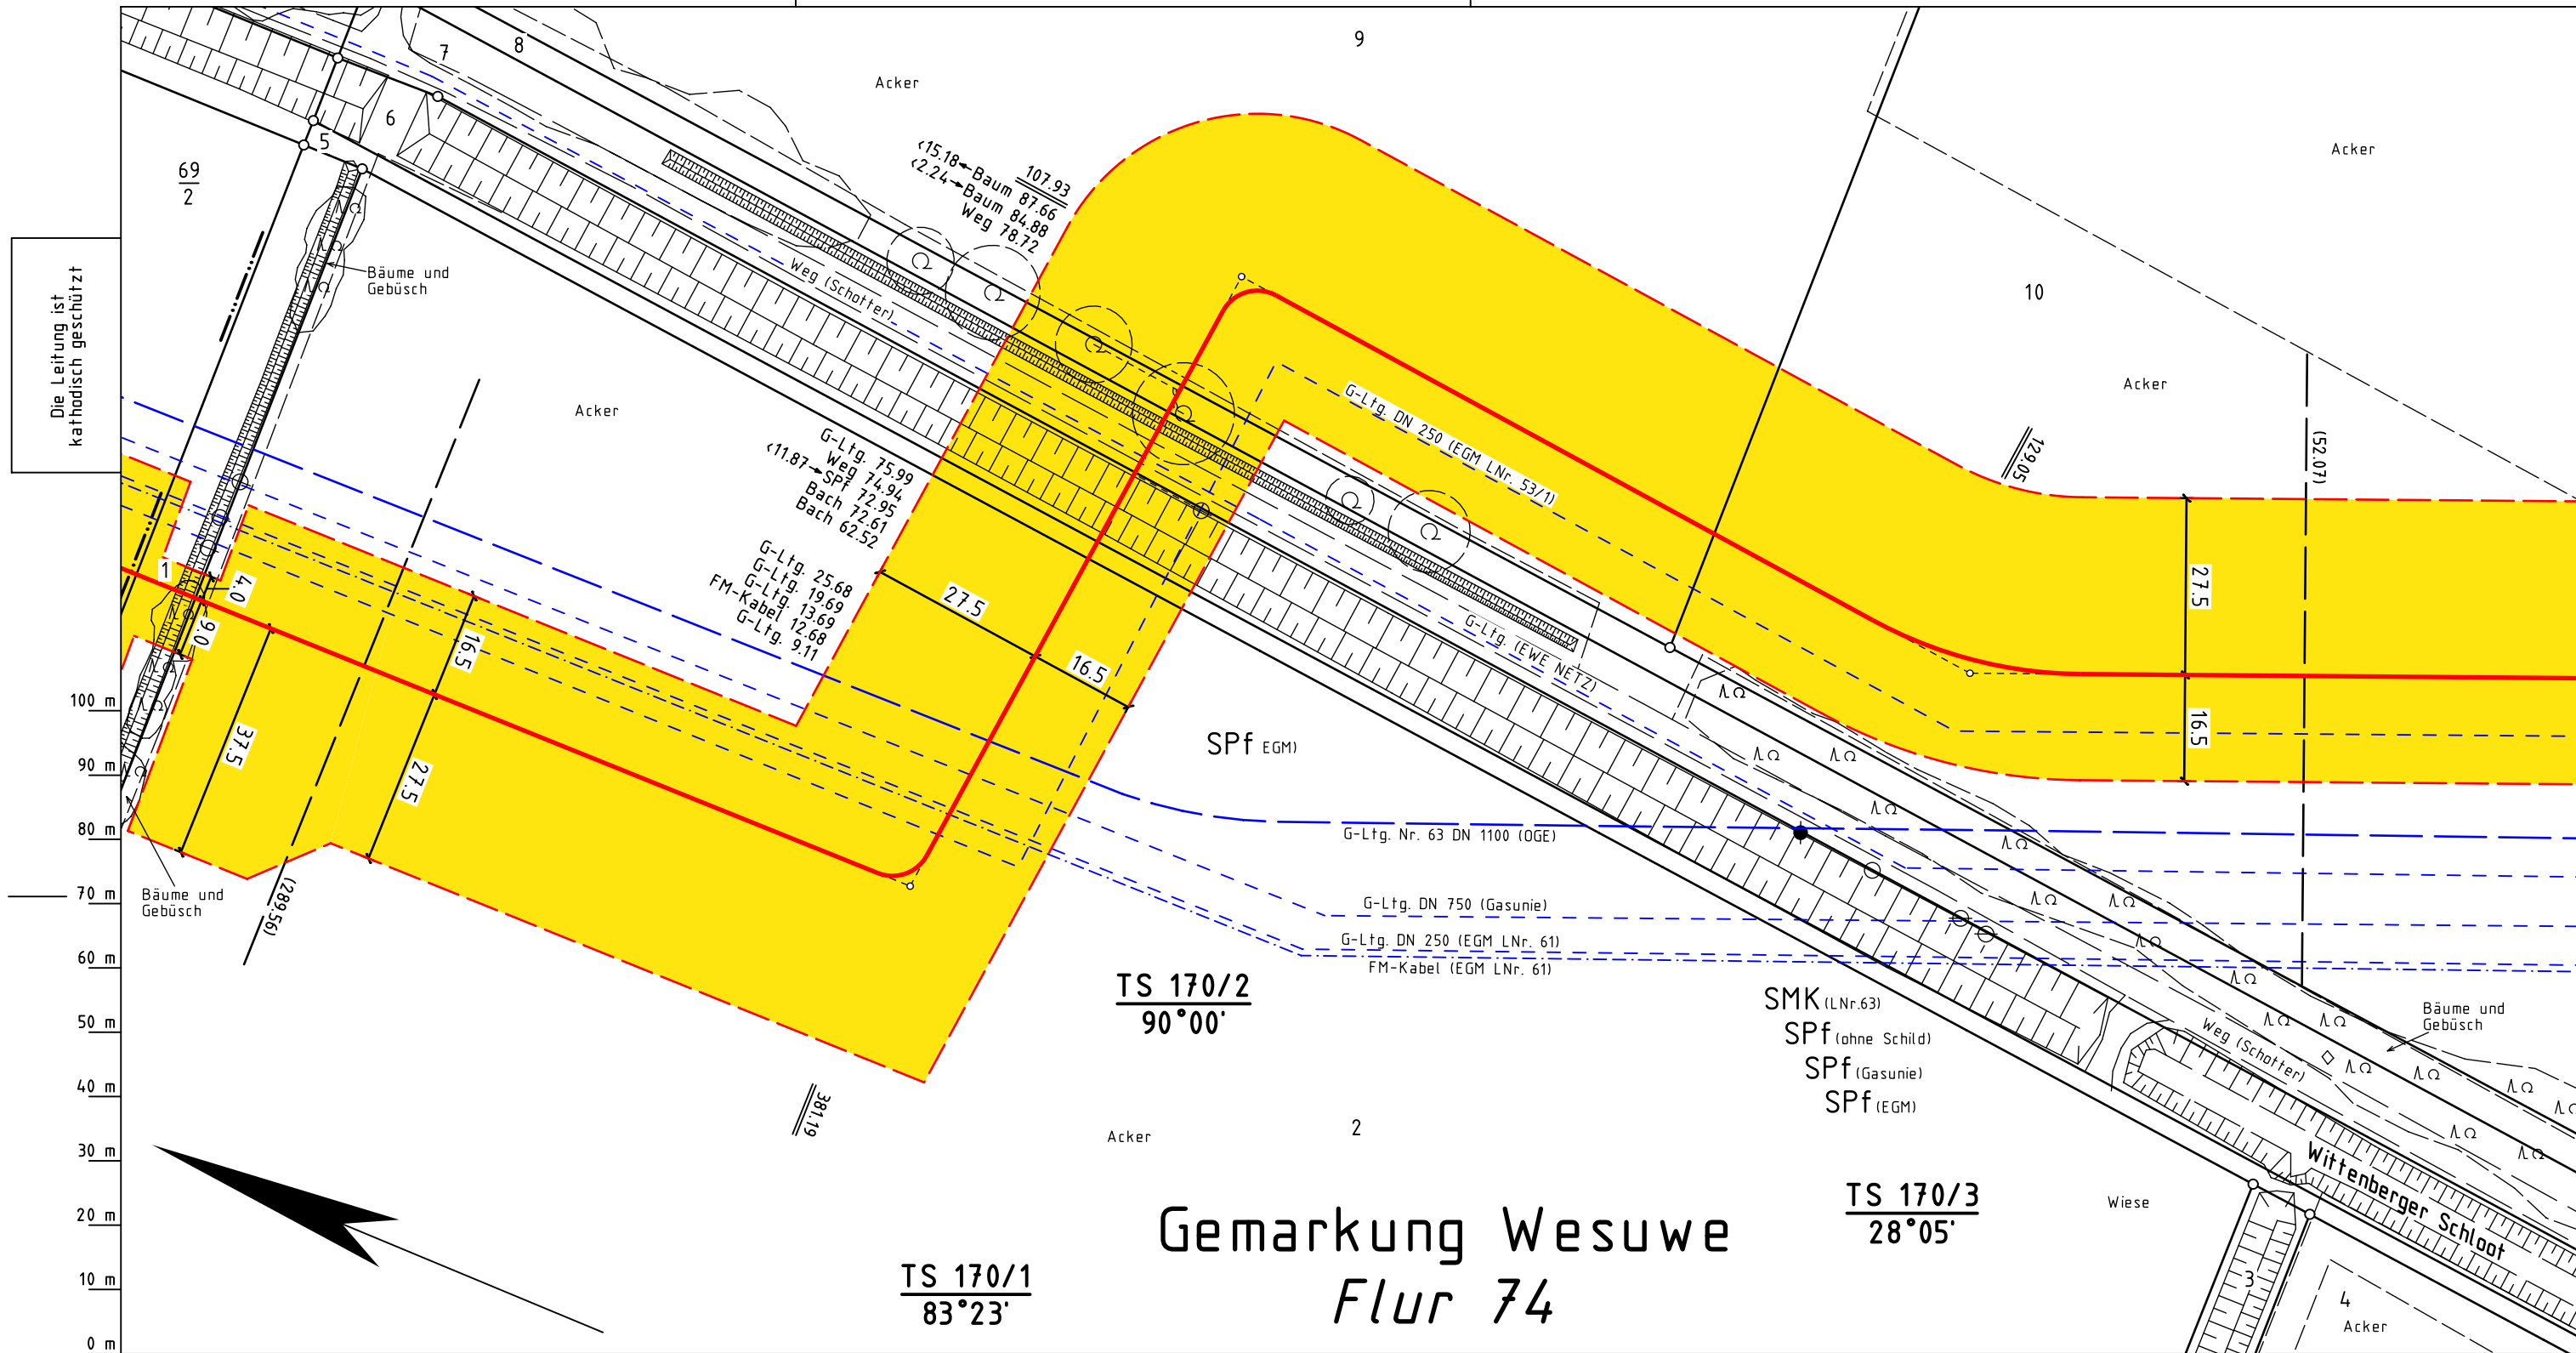 9
8
7
Acker
6
5
Acker
69
2
107.93
<15.18 Baum 87.66
<2.24 Baum 84.88
Weg 78.72
Die Leitung ist
kathodisch geschützt
Bäume und
Gebüsch
Weg (Schotter)
10
Acker
Acker
G-Ltg. DN 250 (EGM LNr. 53/1)
129.05
(52.07)
G-Ltg. 75.99
Weg 74.94
<11.87 SPf 72.95
Bach 72.61
Bach 62.52
G-Ltg. 25.68
G-Ltg. 19.69
G-Ltg. 13.69
FM-Kabel 12.68
G-Ltg. 9.11
1
4.0
9.0
16.5
27.5
16.5
27.5
16.5
37.5
27.5
G-Ltg. (EWE NETZ)
SPf EGM)
G-Ltg. Nr. 63 DN 1100 (OGE)
G-Ltg. DN 750 (Gasunie)
G-Ltg. DN 250 (EGM LNr. 61)
FM-Kabel (EGM LNr. 61)
Bäume und
Gebüsch
(289.56)
TS 170/2
90°00'
SMK (LNr.63)
SPf (ohne Schild)
SPf (Gasunie)
SPf (EGM)
Bäume und
Gebüsch
Weg (Schotter)
381.19
Acker
2
Wittenberger Schloot
TS 170/3
28°05'
Wiese
Gemarkung Wesuwe
Flur 74
TS 170/1
83°23'
3
4
Acker
100 m
90 m
80 m
70 m
60 m
50 m
40 m
30 m
20 m
10 m
0 m